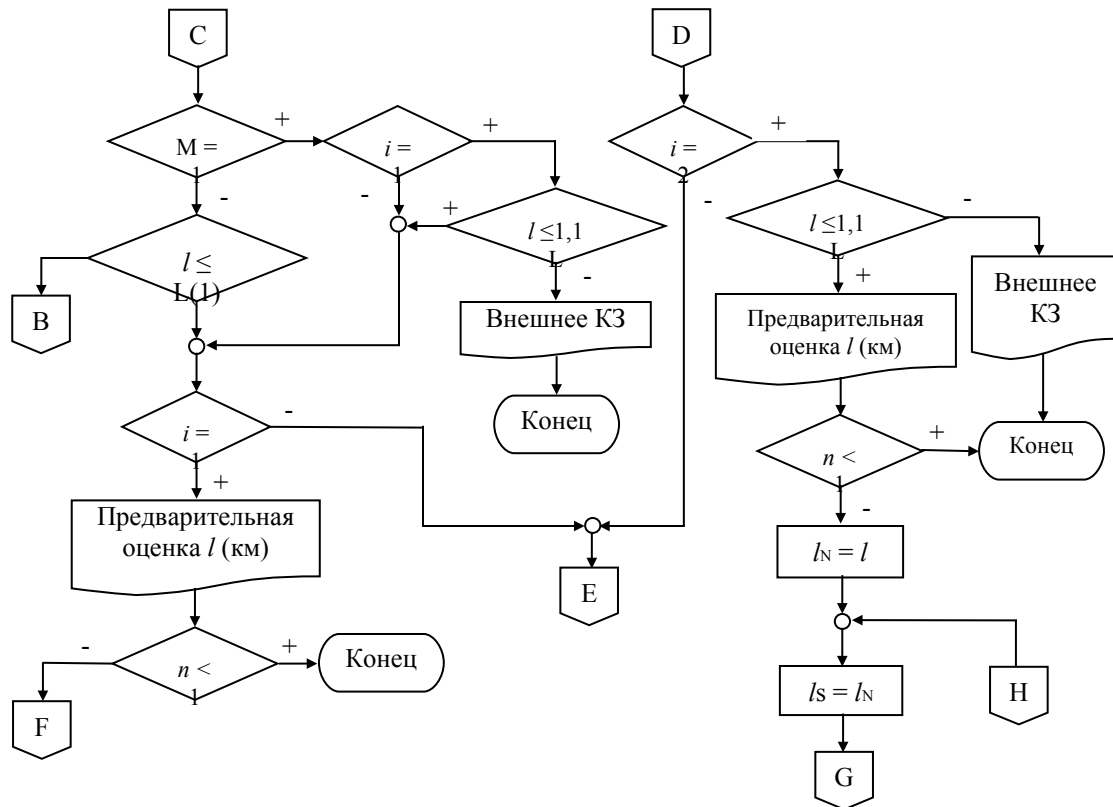 C
D
M =
1
+
i =
1
+
i =
2
+
-
-
-
l ≤
L(1)
+
l ≤1,1
L
-
l ≤1,1
L
-
+
B
Внешнее КЗ
Предварительная
оценка l (км)
Внешнее
КЗ
i =
1
-
+
Конец
n <
1
+
-
Конец
Предварительная
оценка l (км)
lN = l
E
n <
1
-
+
Конец
lS = lN
H
F
G